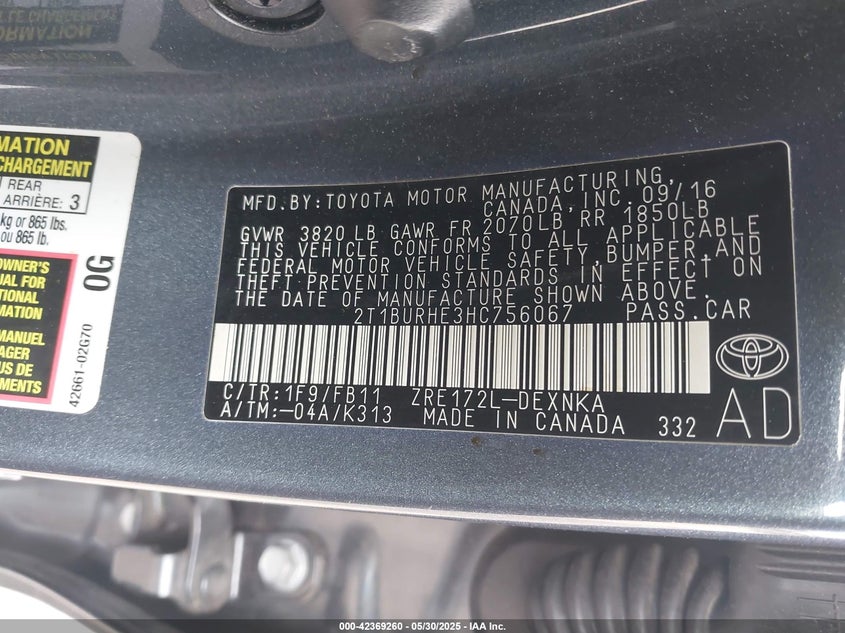 MATION
CHARGEMENT
REAR
ARRIÈRE: 3
kg or 865 lbs.
ou 865 lb.
OWNER'S
UAL FOR
TIONAL
RMATION
MANUEL
AGER
US DE
EMENTS
0G
42661-02G70
MFD. BY: TOYOTA MOTOR MANUFACTURING,
CANADA, INC. 09/16
GVWR 3820 LB GAWR FR 2070LB, RR 1850LB
THIS VEHICLE CONFORMS TO ALL APPLICABLE
FEDERAL MOTOR VEHICLE SAFETY, BUMPER, AND
THEFT PREVENTION STANDARDS IN EFFECT ON
THE DATE OF MANUFACTURE SHOWN ABOVE.
2T1BURHE3HC756067 PASS. CAR
C/TR: 1F9/FB11 ZRE172L-DEXNKA
A/TM: -04A/K313 MADE IN CANADA 332
AD
000-42369260 - 05/30/2025 - IAA Inc.